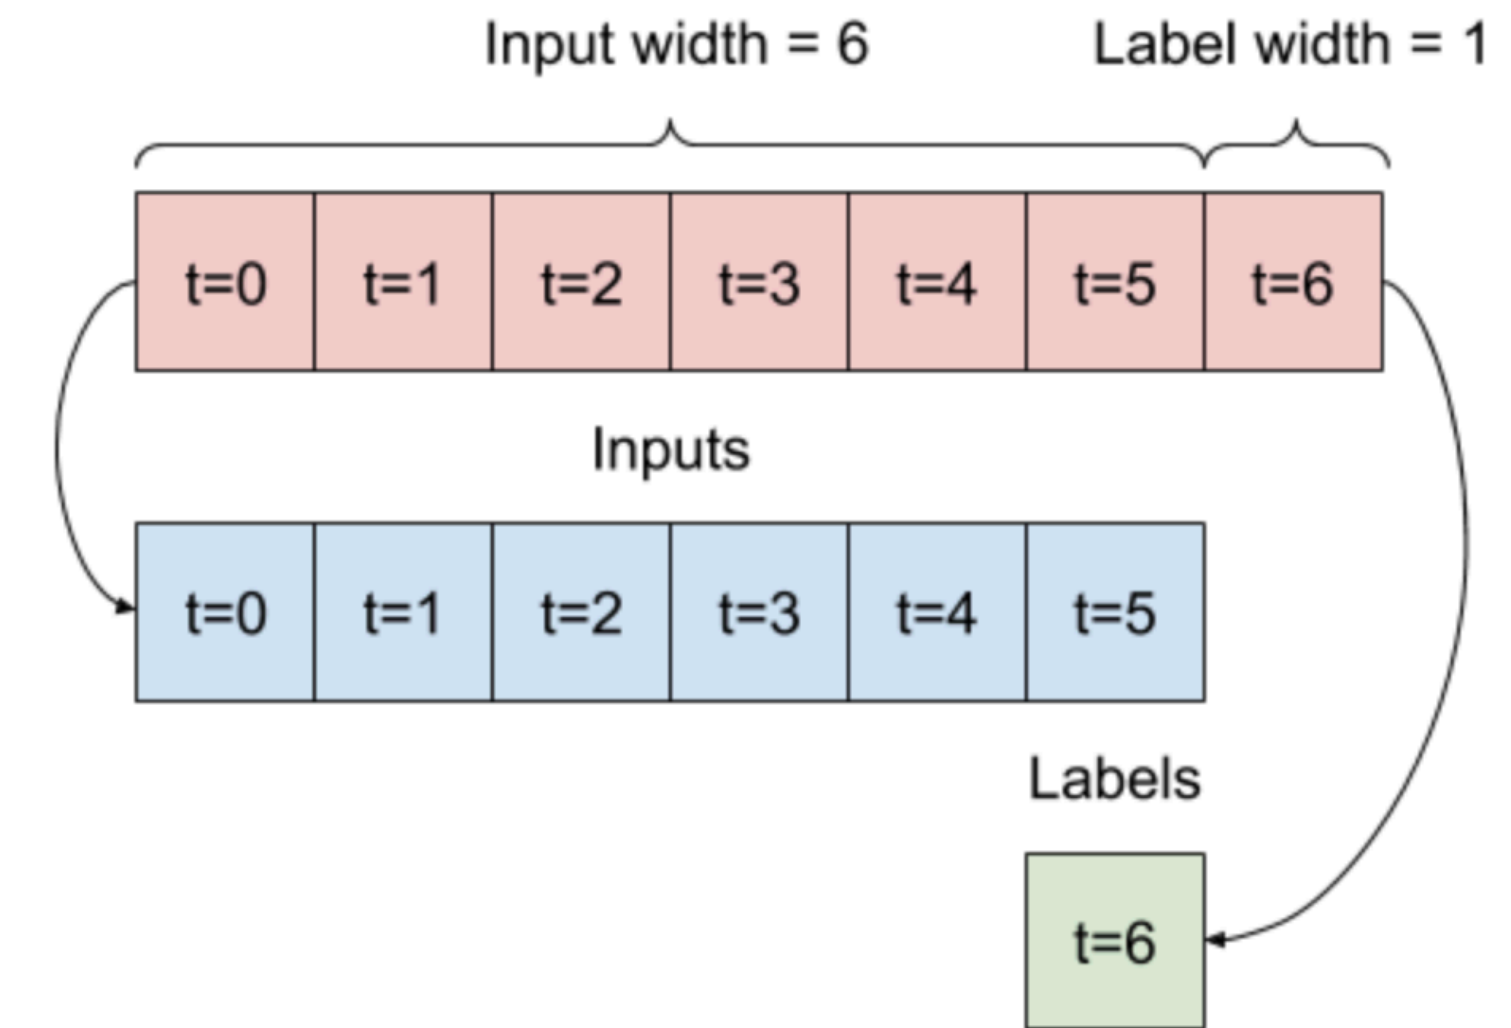 Input width = 6 Label width = 1
t=0 t=1 t=2 t=3 t=4 t=5 t=6
Inputs
t=0 t=1 t=2 t=3 t=4 t=5
Labels
t=6